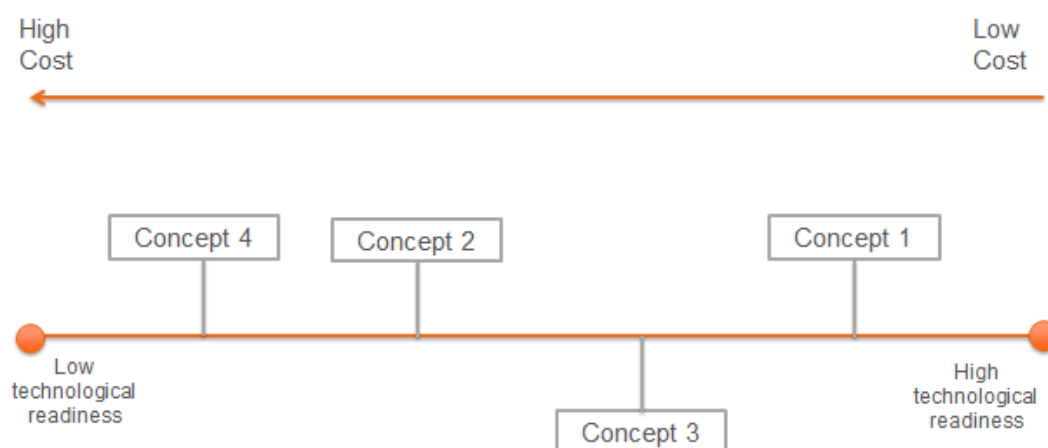 High
Cost
Low
Cost
Concept 4
Concept 2
Concept 1
Low
technological
readiness
High
technological
readiness
Concept 3